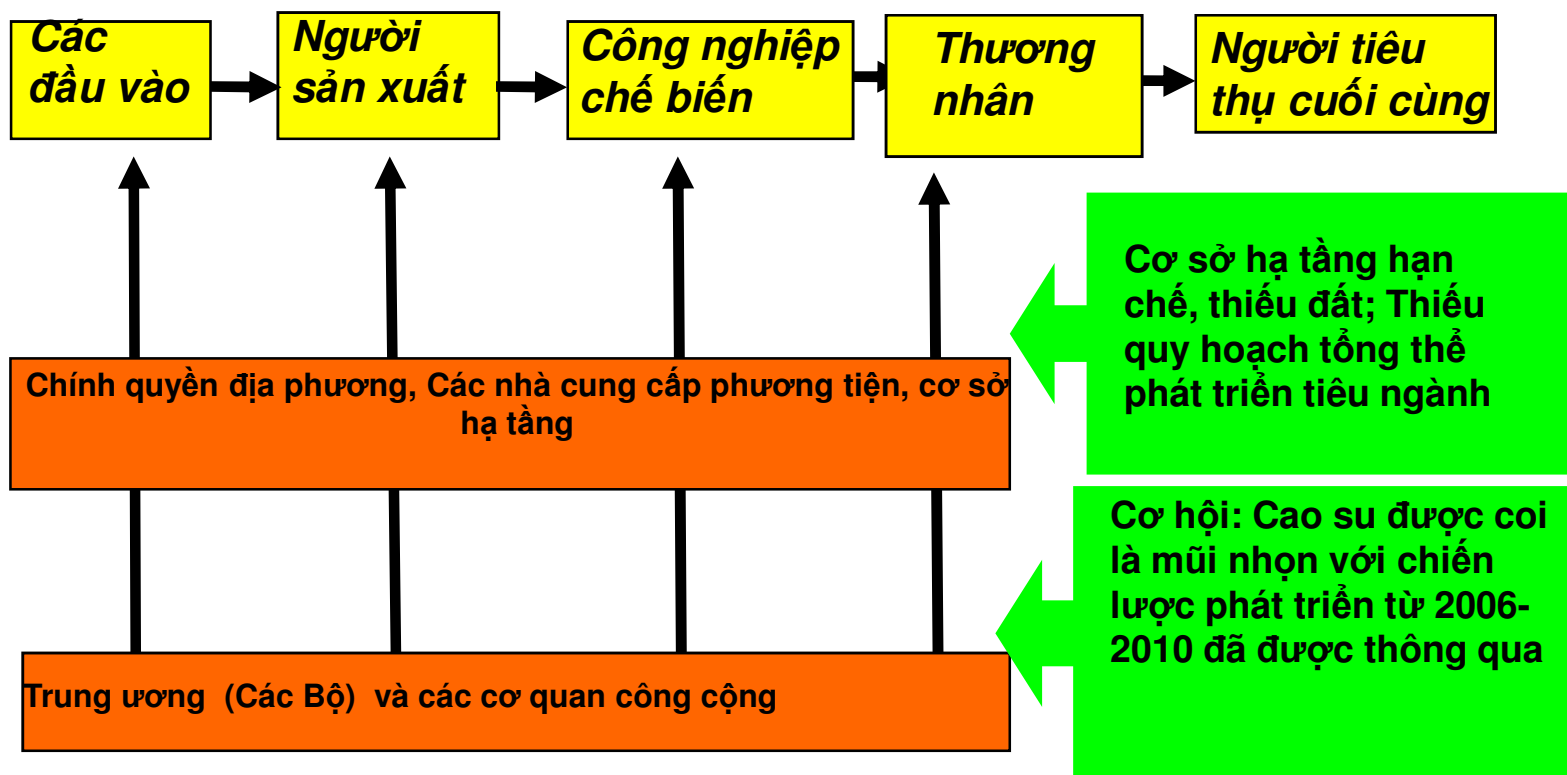 Các
đầu vào
Người
sản xuất
Công nghiệp
chế biến
Thương
nhân
Người tiêu
thụ cuối cùng
Cơ sở hạ tầng hạn
chế, thiếu đất; Thiếu
quy hoạch tổng thể
phát triển tiêu ngành
Chính quyền địa phương, Các nhà cung cấp phương tiện, cơ sở
hạ tầng
Cơ hội: Cao su được coi
là mũi nhọn với chiến
lược phát triển từ 2006-
2010 đã được thông qua
Trung ương (Các Bộ) và các cơ quan công cộng